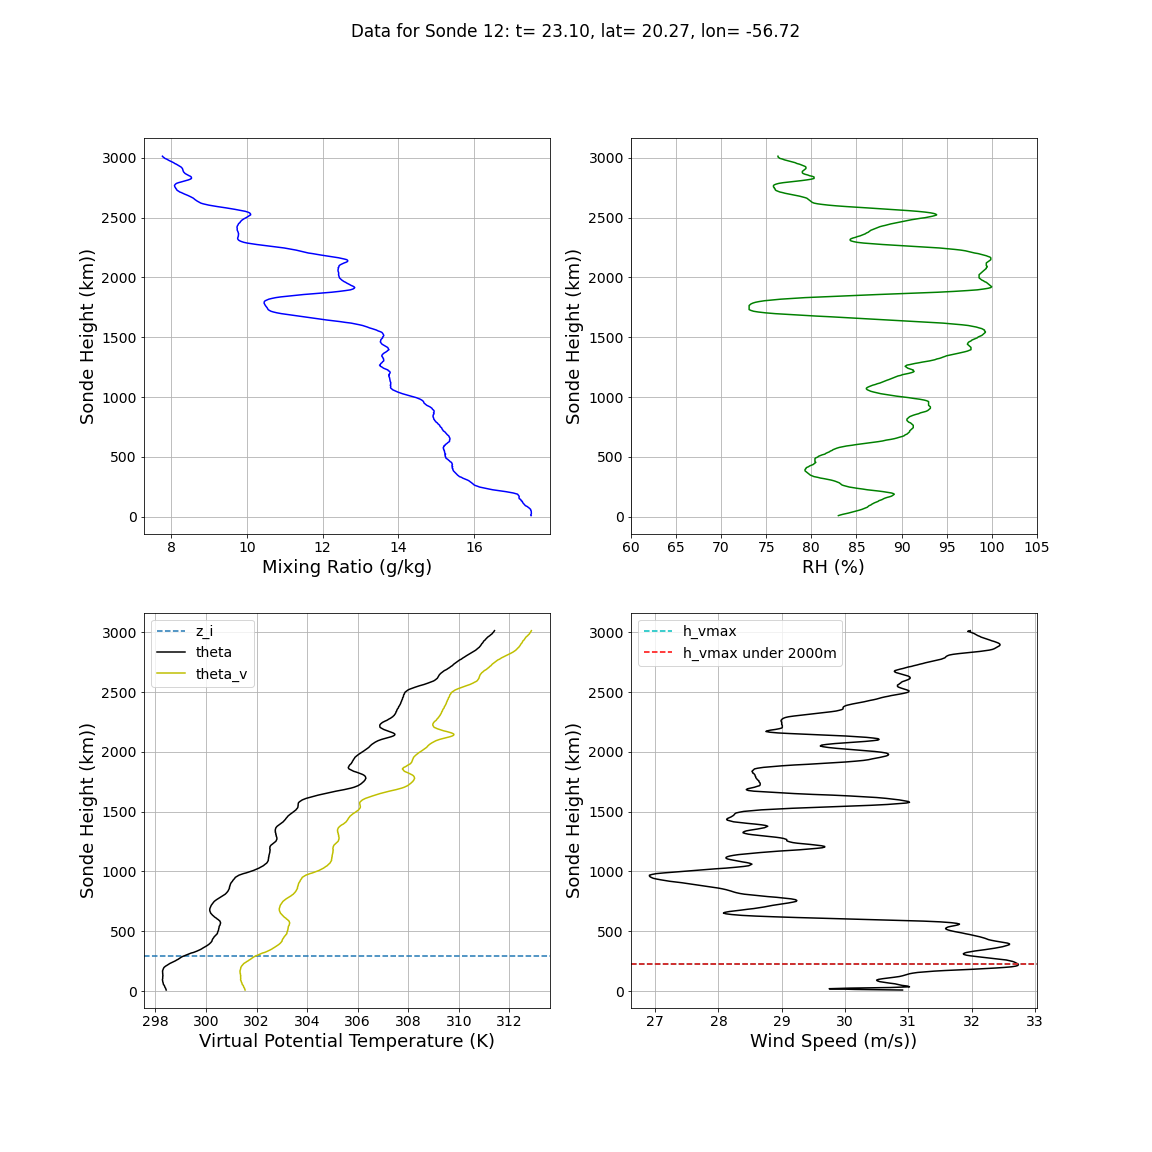 Data for Sonde 12: t= 23.10, lat= 20.27, lon= -56.72
3000
2500
2000
1500
1000
500
0
Sonde Height (km))
8 10 12 14 16
Mixing Ratio (g/kg)
3000
2500
2000
1500
1000
500
0
Sonde Height (km))
60 65 70 75 80 85 90 95 100 105
RH (%)
3000
2500
2000
1500
1000
500
0
Sonde Height (km))
z_i
theta
theta_v
298 300 302 304 306 308 310 312
Virtual Potential Temperature (K)
3000
2500
2000
1500
1000
500
0
Sonde Height (km))
h_vmax
h_vmax under 2000m
27 28 29 30 31 32 33
Wind Speed (m/s))